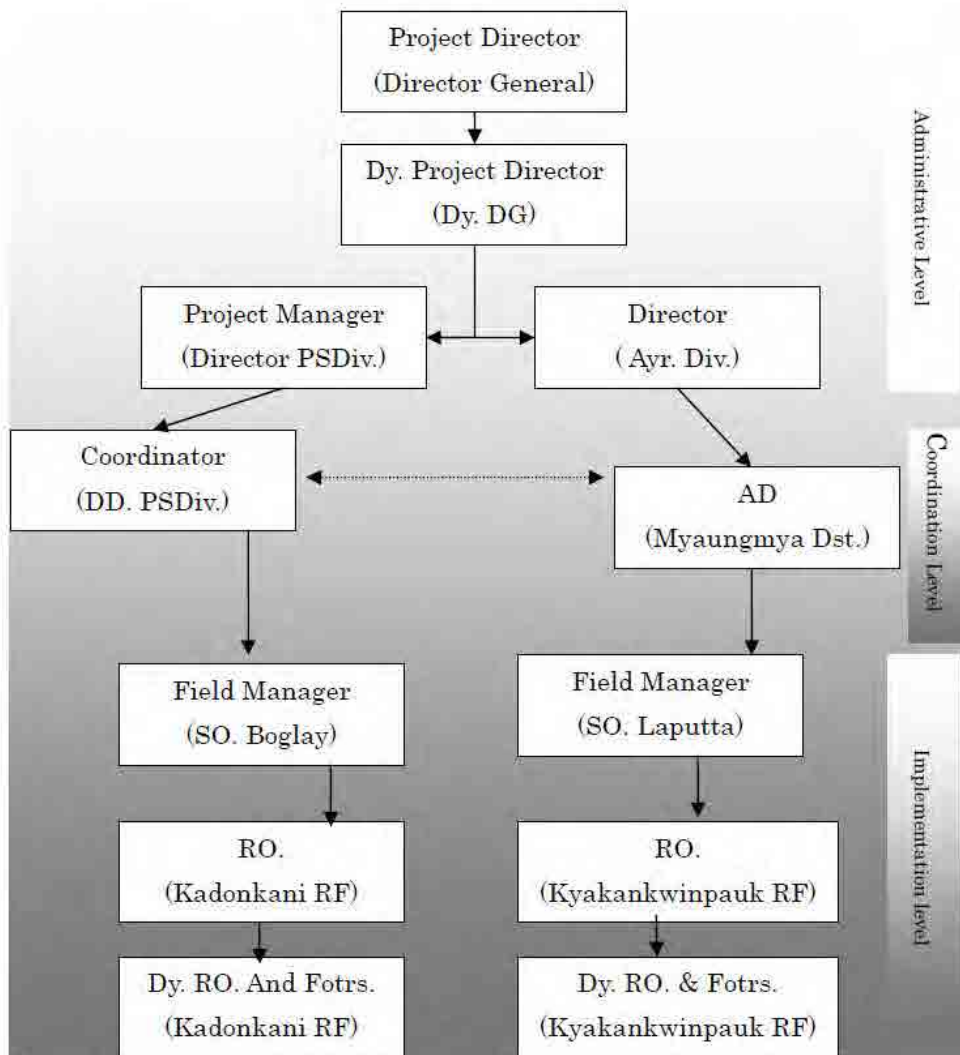 Project Director
(Director General)
Dy. Project Director
(Dy. DG)
Administrative Level
Project Manager
(Director PSDiv.)
Director
( Ayr. Div.)
Coordinator
(DD. PSDiv.)
AD
(Myaungmya Dst.)
Coordination Level
Field Manager
(SO. Boglay)
Field Manager
(SO. Laputta)
Implementation level
RO.
(Kadonkani RF)
RO.
(Kyakankwinpauk RF)
Dy. RO. And Fotrs.
(Kadonkani RF)
Dy. RO. & Fotrs.
(Kyakankwinpauk RF)